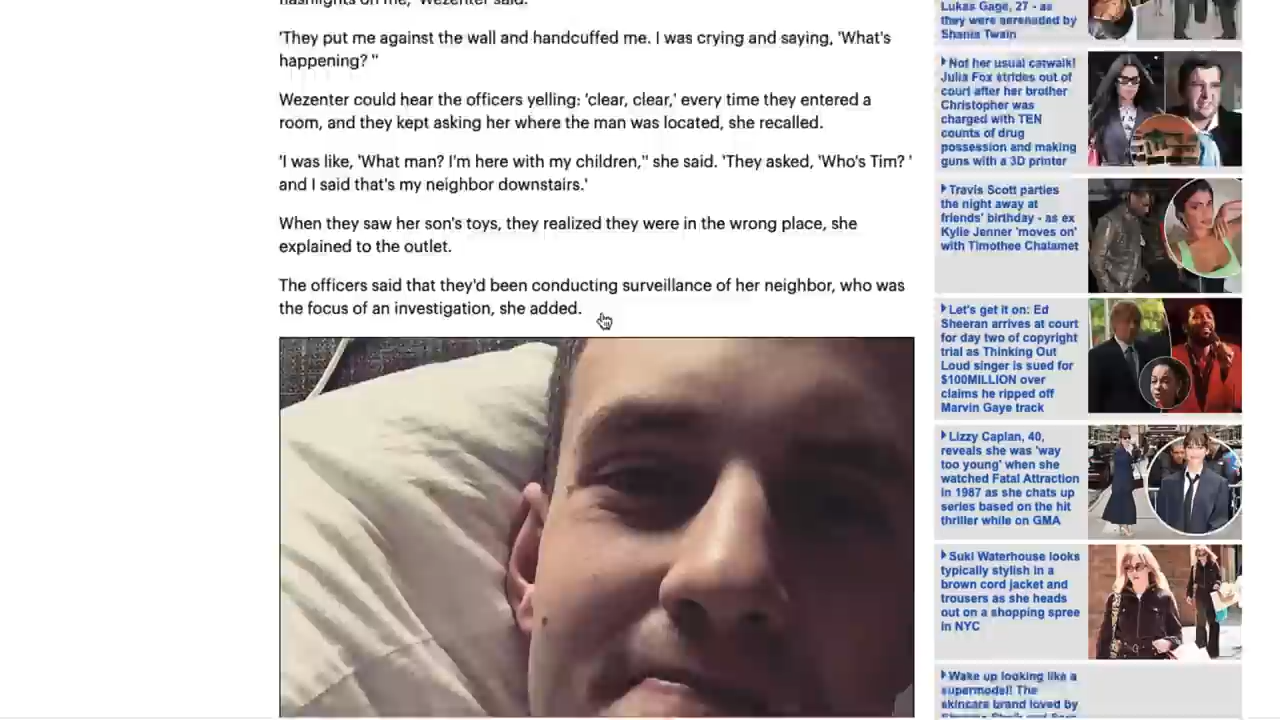 flashlights on me,' Wezenter said.
'They put me against the wall and handcuffed me. I was crying and saying, 'What's
happening? ''
Wezenter could hear the officers yelling: 'clear, clear,' every time they entered a
room, and they kept asking her where the man was located, she recalled.
'I was like, 'What man? I'm here with my children,'' she said. 'They asked, 'Who's Tim? '
and I said that's my neighbor downstairs.'
When they saw her son's toys, they realized they were in the wrong place, she
explained to the outlet.
The officers said that they'd been conducting surveillance of her neighbor, who was
the focus of an investigation, she added.
Lukas Gage, 27 - as
they were serenaded by
Shania Twain
Not her usual catwalk!
Julia Fox strides out of
court after her brother
Christopher was
charged with TEN
counts of drug
possession and making
guns with a 3D printer
Travis Scott parties
the night away at
friends' birthday - as ex
Kylie Jenner 'moves on'
with Timothee Chalamet
Let's get it on: Ed
Sheeran arrives at court
for day two of copyright
trial as Thinking Out
Loud singer is sued for
$100MILLION over
claims he ripped off
Marvin Gaye track
Lizzy Caplan, 40,
reveals she was 'way
too young' when she
watched Fatal Attraction
in 1987 as she chats up
series based on the hit
thriller while on GMA
Suki Waterhouse looks
typically stylish in a
brown cord jacket and
trousers as she heads
out on a shopping spree
in NYC
Wake up looking like a
supermodel! The
skincare brand loved by